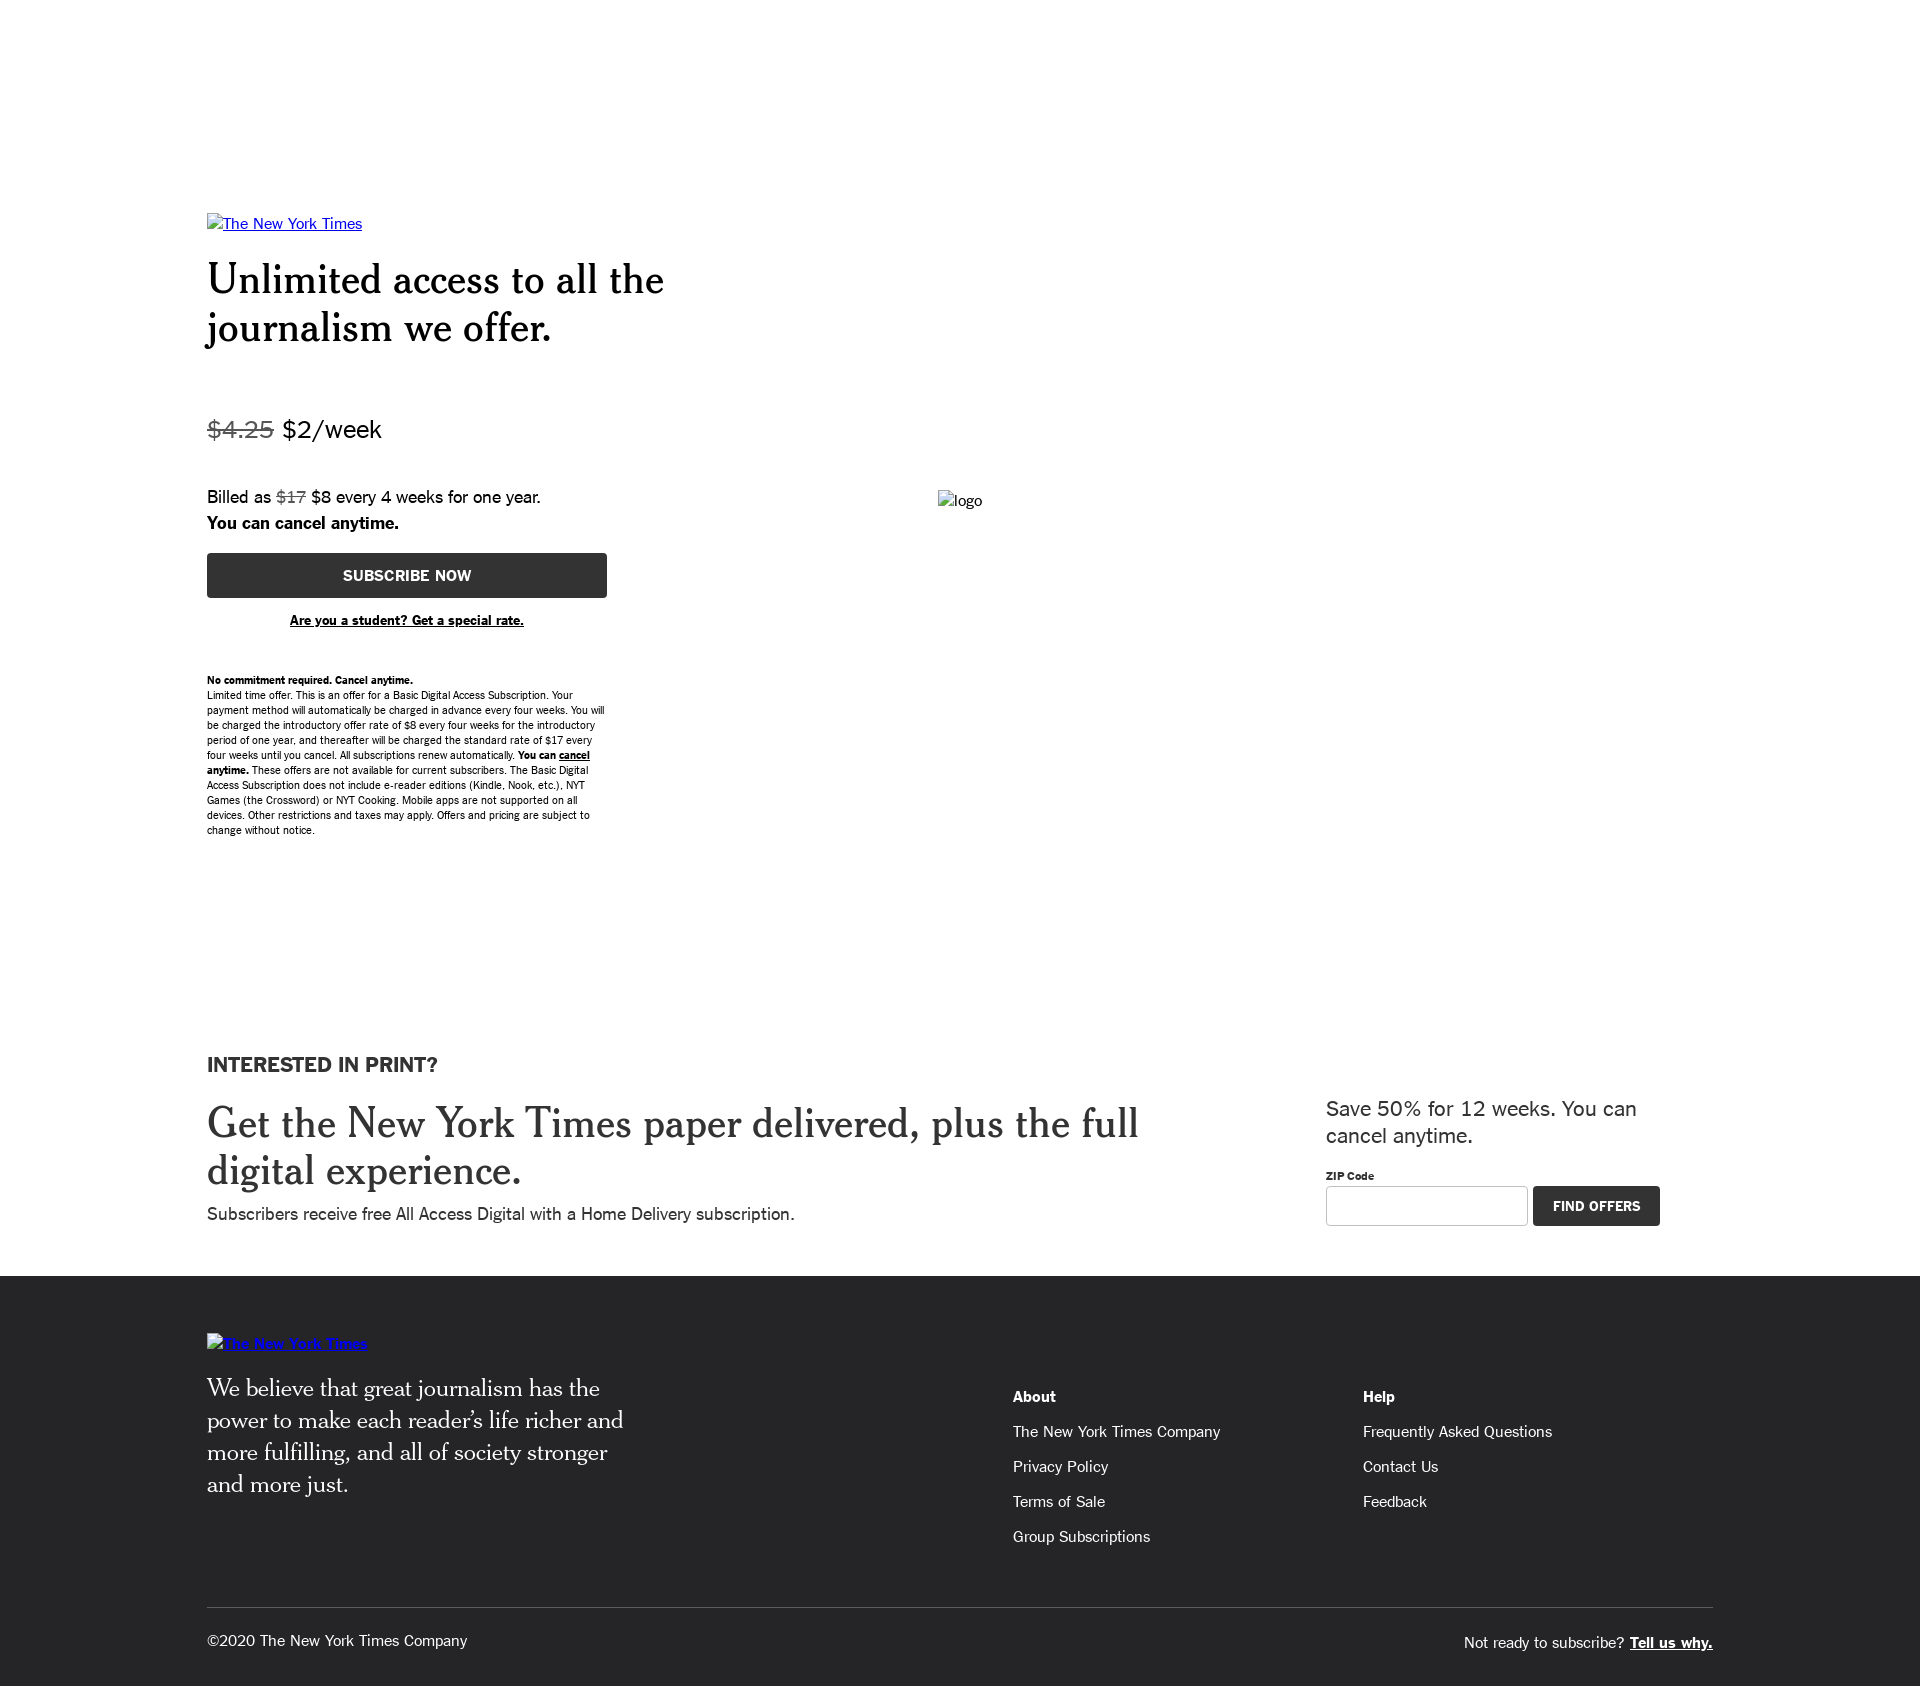 The New York Times
Unlimited access to all the
journalism we offer.
$4.25 $2/week
Billed as $17 $8 every 4 weeks for one year.
You can cancel anytime.
SUBSCRIBE NOW
Are you a student? Get a special rate.
No commitment required. Cancel anytime.
Limited time offer. This is an offer for a Basic Digital Access Subscription. Your
payment method will automatically be charged in advance every four weeks. You will
be charged the introductory offer rate of $8 every four weeks for the introductory
period of one year, and thereafter will be charged the standard rate of $17 every
four weeks until you cancel. All subscriptions renew automatically. You can cancel
anytime. These offers are not available for current subscribers. The Basic Digital
Access Subscription does not include e-reader editions (Kindle, Nook, etc.), NYT
Games (the Crossword) or NYT Cooking. Mobile apps are not supported on all
devices. Other restrictions and taxes may apply. Offers and pricing are subject to
change without notice.
logo
INTERESTED IN PRINT?
Get the New York Times paper delivered, plus the full
digital experience.
Subscribers receive free All Access Digital with a Home Delivery subscription.
Save 50% for 12 weeks. You can
cancel anytime.
ZIP Code
FIND OFFERS
The New York Times
We believe that great journalism has the
power to make each reader’s life richer and
more fulfilling, and all of society stronger
and more just.
About
The New York Times Company
Privacy Policy
Terms of Sale
Group Subscriptions
Help
Frequently Asked Questions
Contact Us
Feedback
©2020 The New York Times Company
Not ready to subscribe? Tell us why.